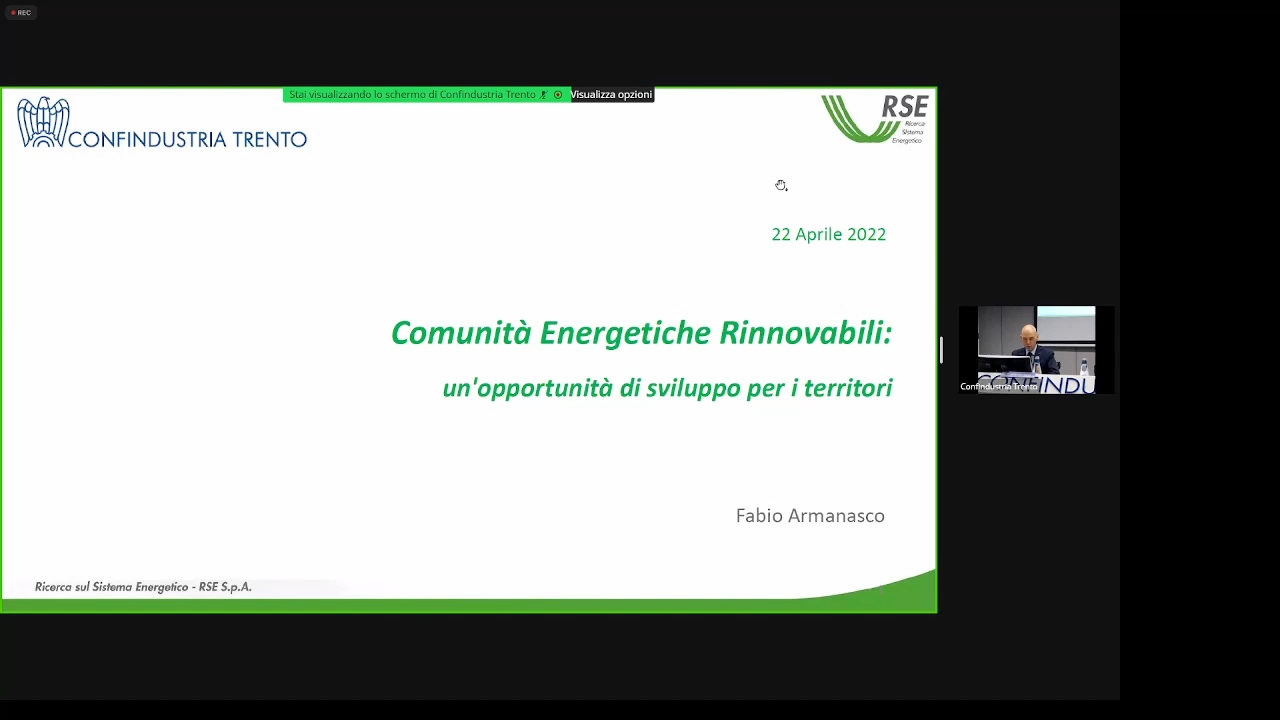 REC
Stai visualizzando lo schermo di Confindustria Trento
Visualizza opzioni
CONFINDUSTRIA TRENTO
RSE
Ricerca
Sistema
Energetico
22 Aprile 2022
Comunità Energetiche Rinnovabili:
un'opportunità di sviluppo per i territori
Fabio Armanasco
Ricerca sul Sistema Energetico - RSE S.p.A.
CONFINDU
Confindustria Trento